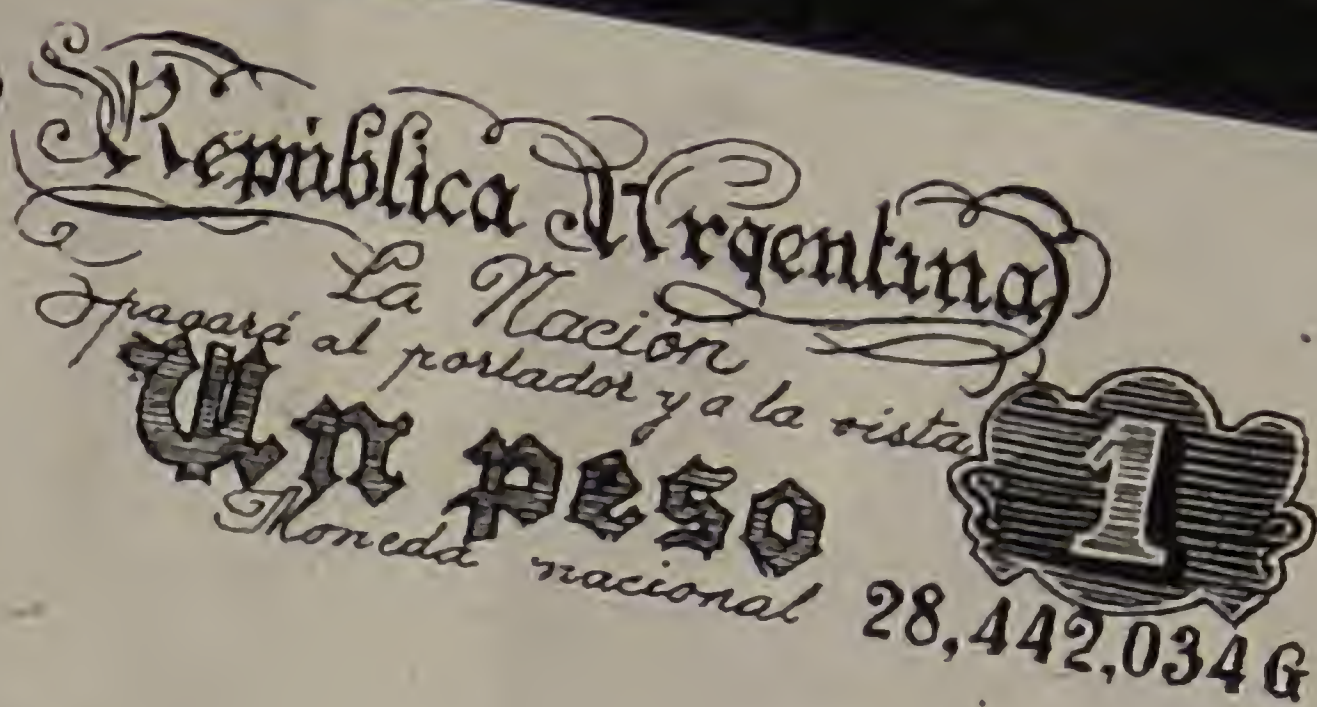 República Argentina
La Nación
pagará al portador y a la vista
Un peso
Moneda nacional
1
28,442,034 G